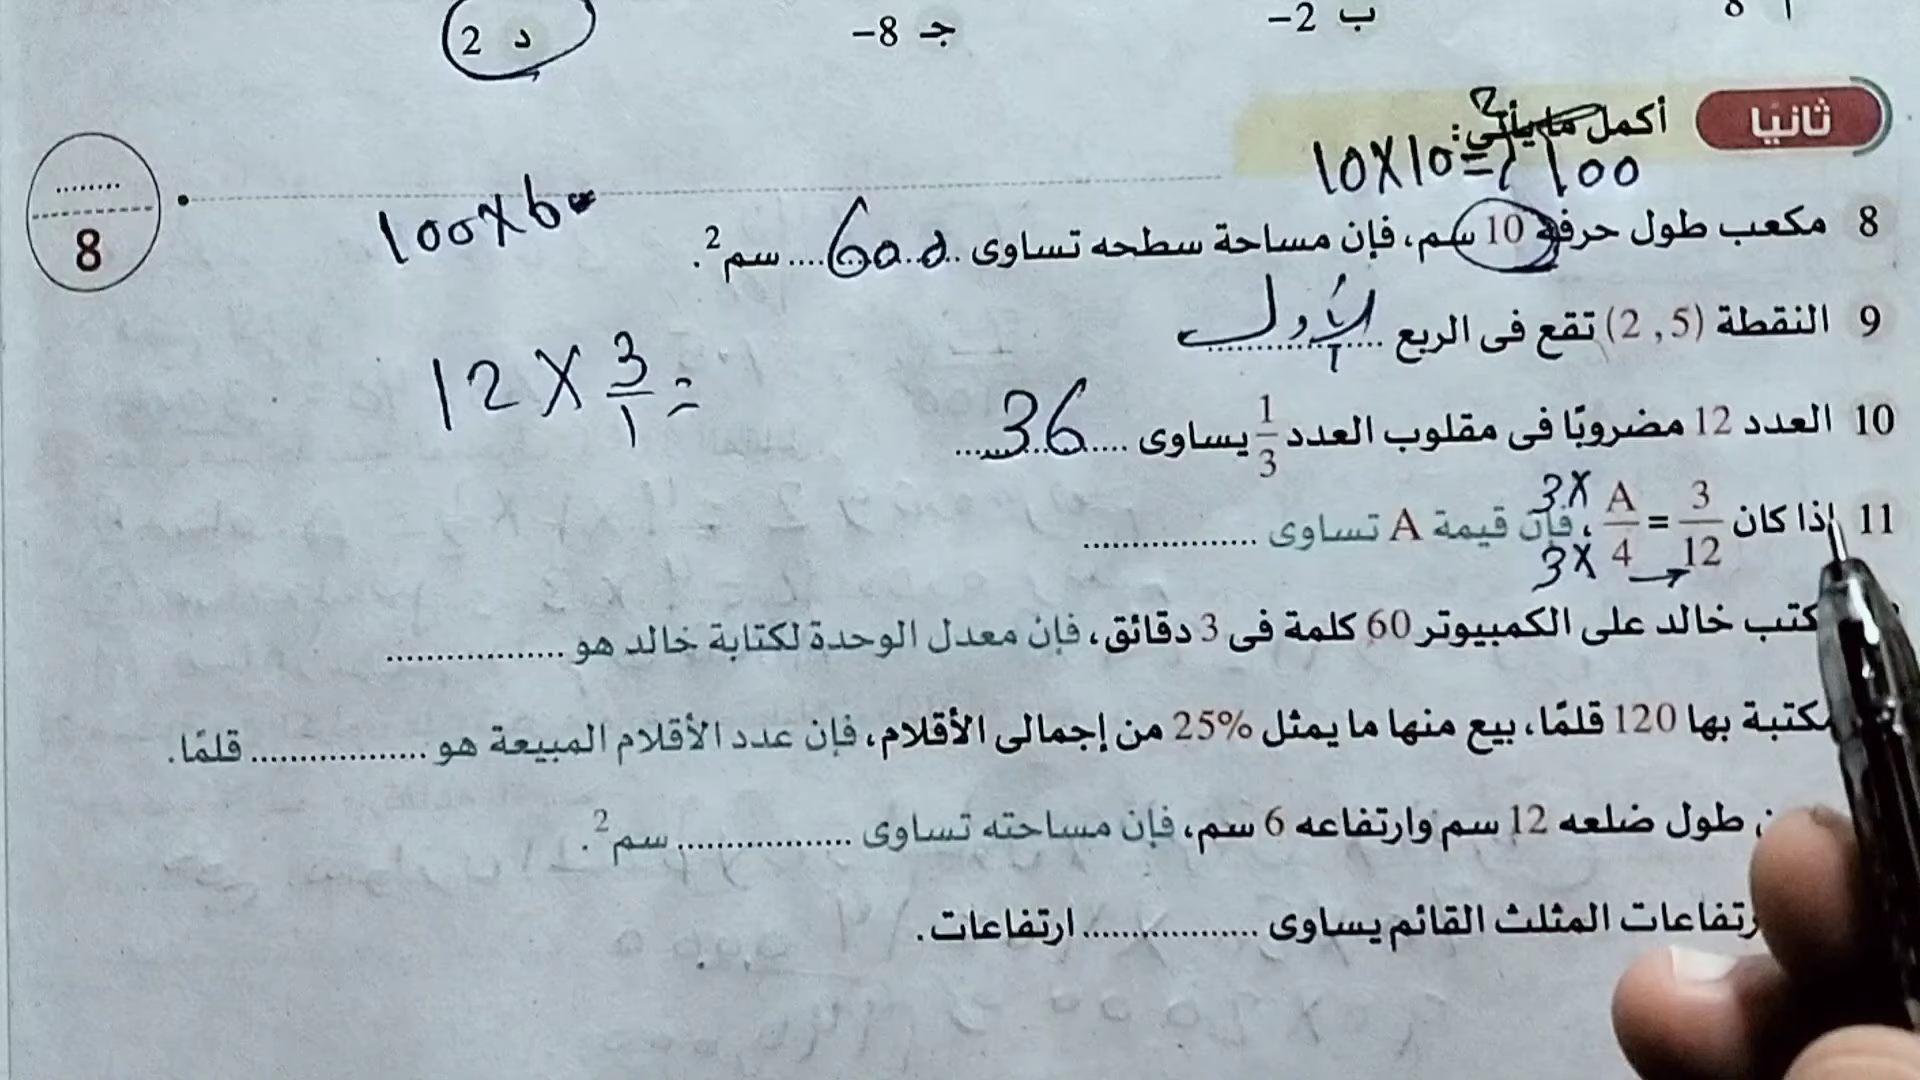 8 ب -2 جـ -8 د 2
ثانيًا أكمل ما يأتى:
10×10= 100
8
100×6
8 مكعب طول حرفه 10 سم، فإن مساحة سطحه تساوى 600 سم².
9 النقطة (2 , 5) تقع فى الربع الأول
12 × 3/1 =
10 العدد 12 مضروبًا فى مقلوب العدد 1/3 يساوى 36
3× 3×
11 إذا كان 3/12 = A/4، فإن قيمة A تساوى ..................
كتب خالد على الكمبيوتر 60 كلمة فى 3 دقائق، فإن معدل الوحدة لكتابة خالد هو ..................
مكتبة بها 120 قلمًا، بيع منها ما يمثل 25% من إجمالى الأقلام، فإن عدد الأقلام المبيعة هو .................. قلمًا.
طول ضلعه 12 سم وارتفاعه 6 سم، فإن مساحته تساوى .................. سم².
ارتفاعات المثلث القائم يساوى .................. ارتفاعات.